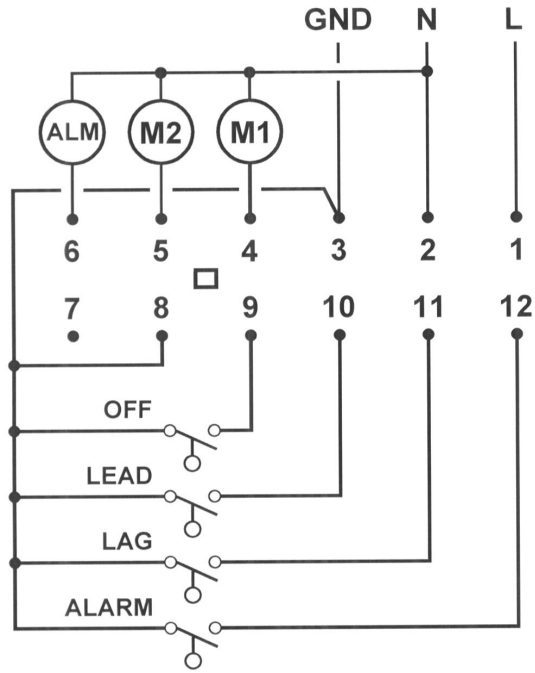 GND N L
ALM M2 M1
6 5 4 3 2 1
7 8 9 10 11 12
OFF
LEAD
LAG
ALARM